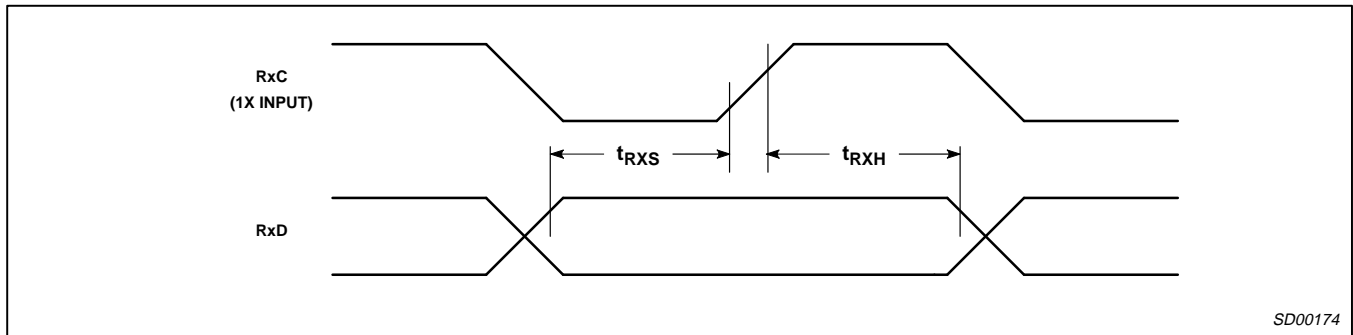 RxC
(1X INPUT)
tRXS
tRXH
RxD
SD00174